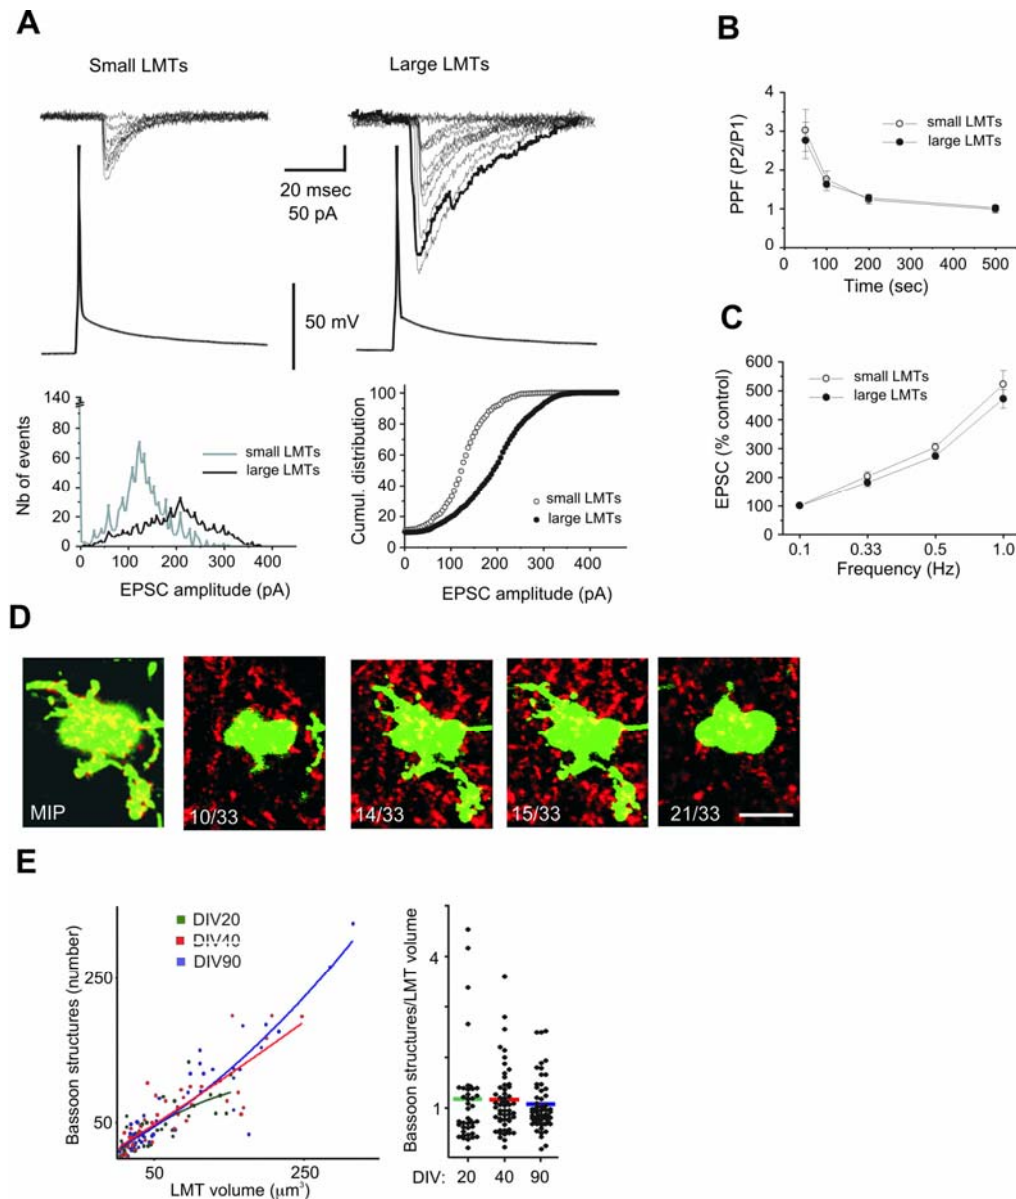 A
Small LMTs
Large LMTs
20 msec
50 pA
50 mV
Nb of events
140
80
60
40
20
0
small LMTs
large LMTs
0
100
200
300
400
EPSC amplitude (pA)
Cumul. distribution
100
80
60
40
20
0
small LMTs
large LMTs
0
100
200
300
400
EPSC amplitude (pA)
B
PPF (P2/P1)
4
3
2
1
0
small LMTs
large LMTs
100
200
300
400
500
Time (sec)
C
EPSC (% control)
600
500
400
300
200
100
0
small LMTs
large LMTs
0.1
0.33
0.5
1.0
Frequency (Hz)
D
MIP
10/33
14/33
15/33
21/33
E
Bassoon structures (number)
250
50
DIV20
DIV40
DIV90
50
250
LMT volume (μm³)
Bassoon structures/LMT volume
4
1
DIV: 20 40 90